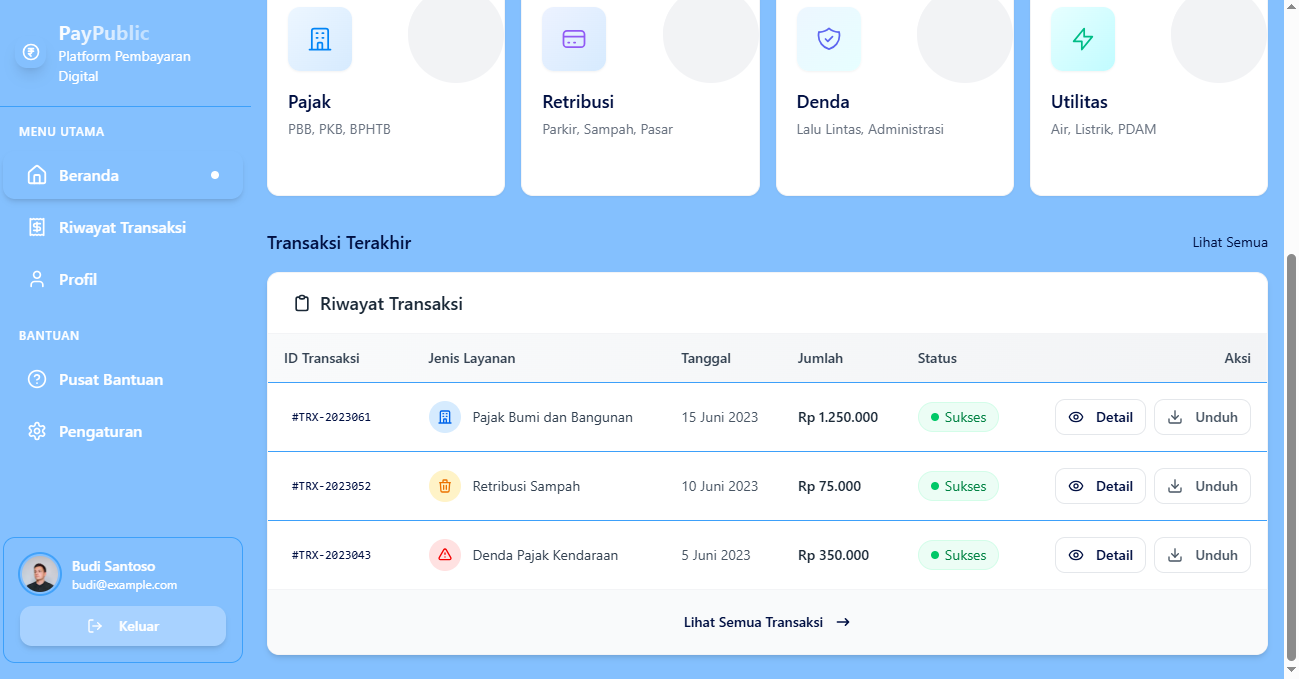 PayPublic
Platform Pembayaran
Digital
MENU UTAMA
Beranda
Riwayat Transaksi
Profil
BANTUAN
Pusat Bantuan
Pengaturan
Budi Santoso
budi@example.com
Keluar
Pajak
PBB, PKB, BPHTB
Retribusi
Parkir, Sampah, Pasar
Denda
Lalu Lintas, Administrasi
Utilitas
Air, Listrik, PDAM
Transaksi Terakhir
Lihat Semua
Riwayat Transaksi
ID Transaksi Jenis Layanan Tanggal Jumlah Status Aksi
#TRX-2023061 Pajak Bumi dan Bangunan 15 Juni 2023 Rp 1.250.000 Sukses Detail Unduh
#TRX-2023052 Retribusi Sampah 10 Juni 2023 Rp 75.000 Sukses Detail Unduh
#TRX-2023043 Denda Pajak Kendaraan 5 Juni 2023 Rp 350.000 Sukses Detail Unduh
Lihat Semua Transaksi →